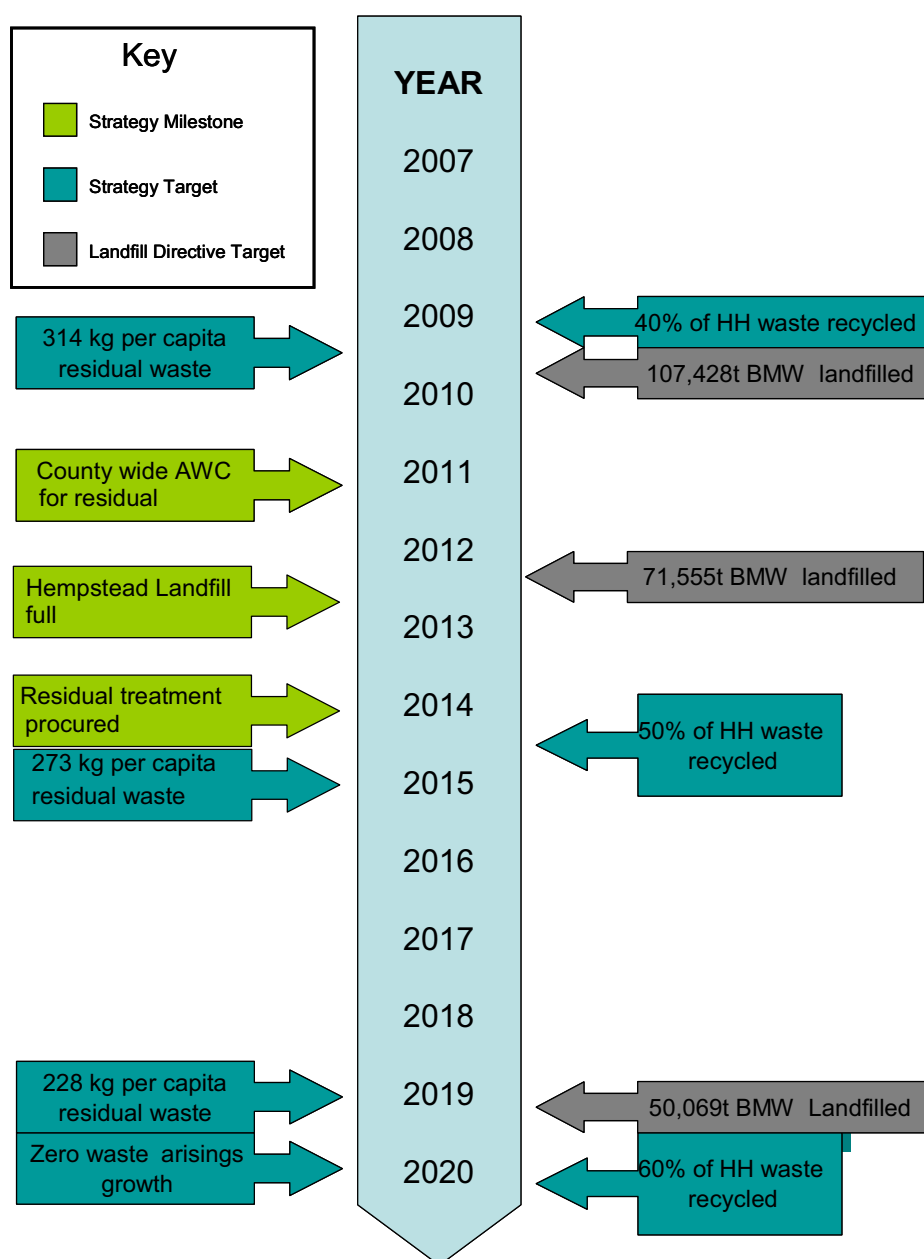 Key
Strategy Milestone
Strategy Target
Landfill Directive Target
YEAR
2007
2008
2009
40% of HH waste recycled
314 kg per capita
residual waste
107,428t BMW landfilled
2010
County wide AWC
for residual
2011
2012
71,555t BMW landfilled
Hempstead Landfill
full
2013
Residual treatment
procured
2014
50% of HH waste
recycled
273 kg per capita
residual waste
2015
2016
2017
2018
228 kg per capita
residual waste
2019
50,069t BMW Landfilled
Zero waste arisings
growth
2020
60% of HH waste
recycled